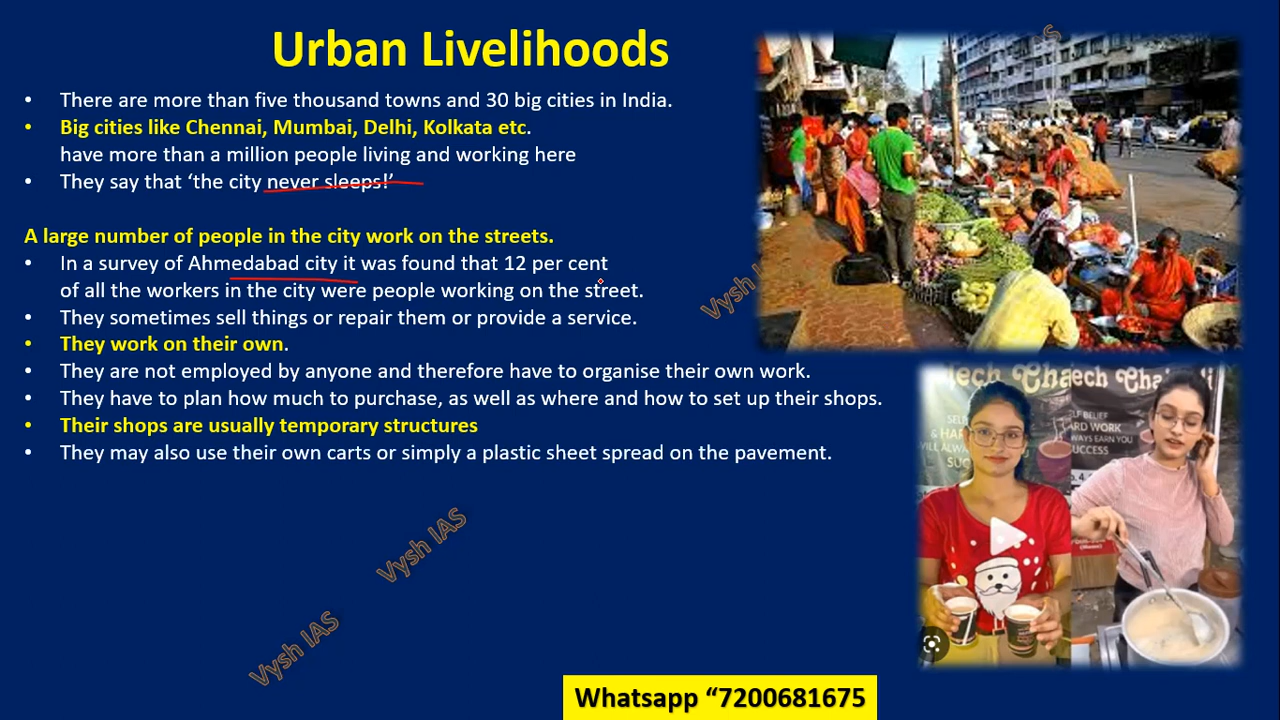 Urban Livelihoods
• There are more than five thousand towns and 30 big cities in India.
• Big cities like Chennai, Mumbai, Delhi, Kolkata etc.
have more than a million people living and working here
• They say that ‘the city never sleeps!’
A large number of people in the city work on the streets.
• In a survey of Ahmedabad city it was found that 12 per cent
of all the workers in the city were people working on the street.
• They sometimes sell things or repair them or provide a service.
• They work on their own.
• They are not employed by anyone and therefore have to organise their own work.
• They have to plan how much to purchase, as well as where and how to set up their shops.
• Their shops are usually temporary structures
• They may also use their own carts or simply a plastic sheet spread on the pavement.
Vysh IAS
Vysh IAS
Vysh
HARD WORK
Whatsapp “7200681675